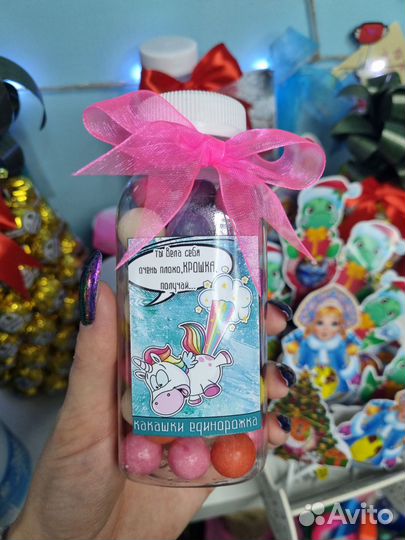 ТЫ ВЕЛА СЕБЯ
ОЧЕНЬ ПЛОХО, КРОШКА,
ПОЛУЧАЙ...
КАКАШКИ ЕДИНОРОЖКА
Avito